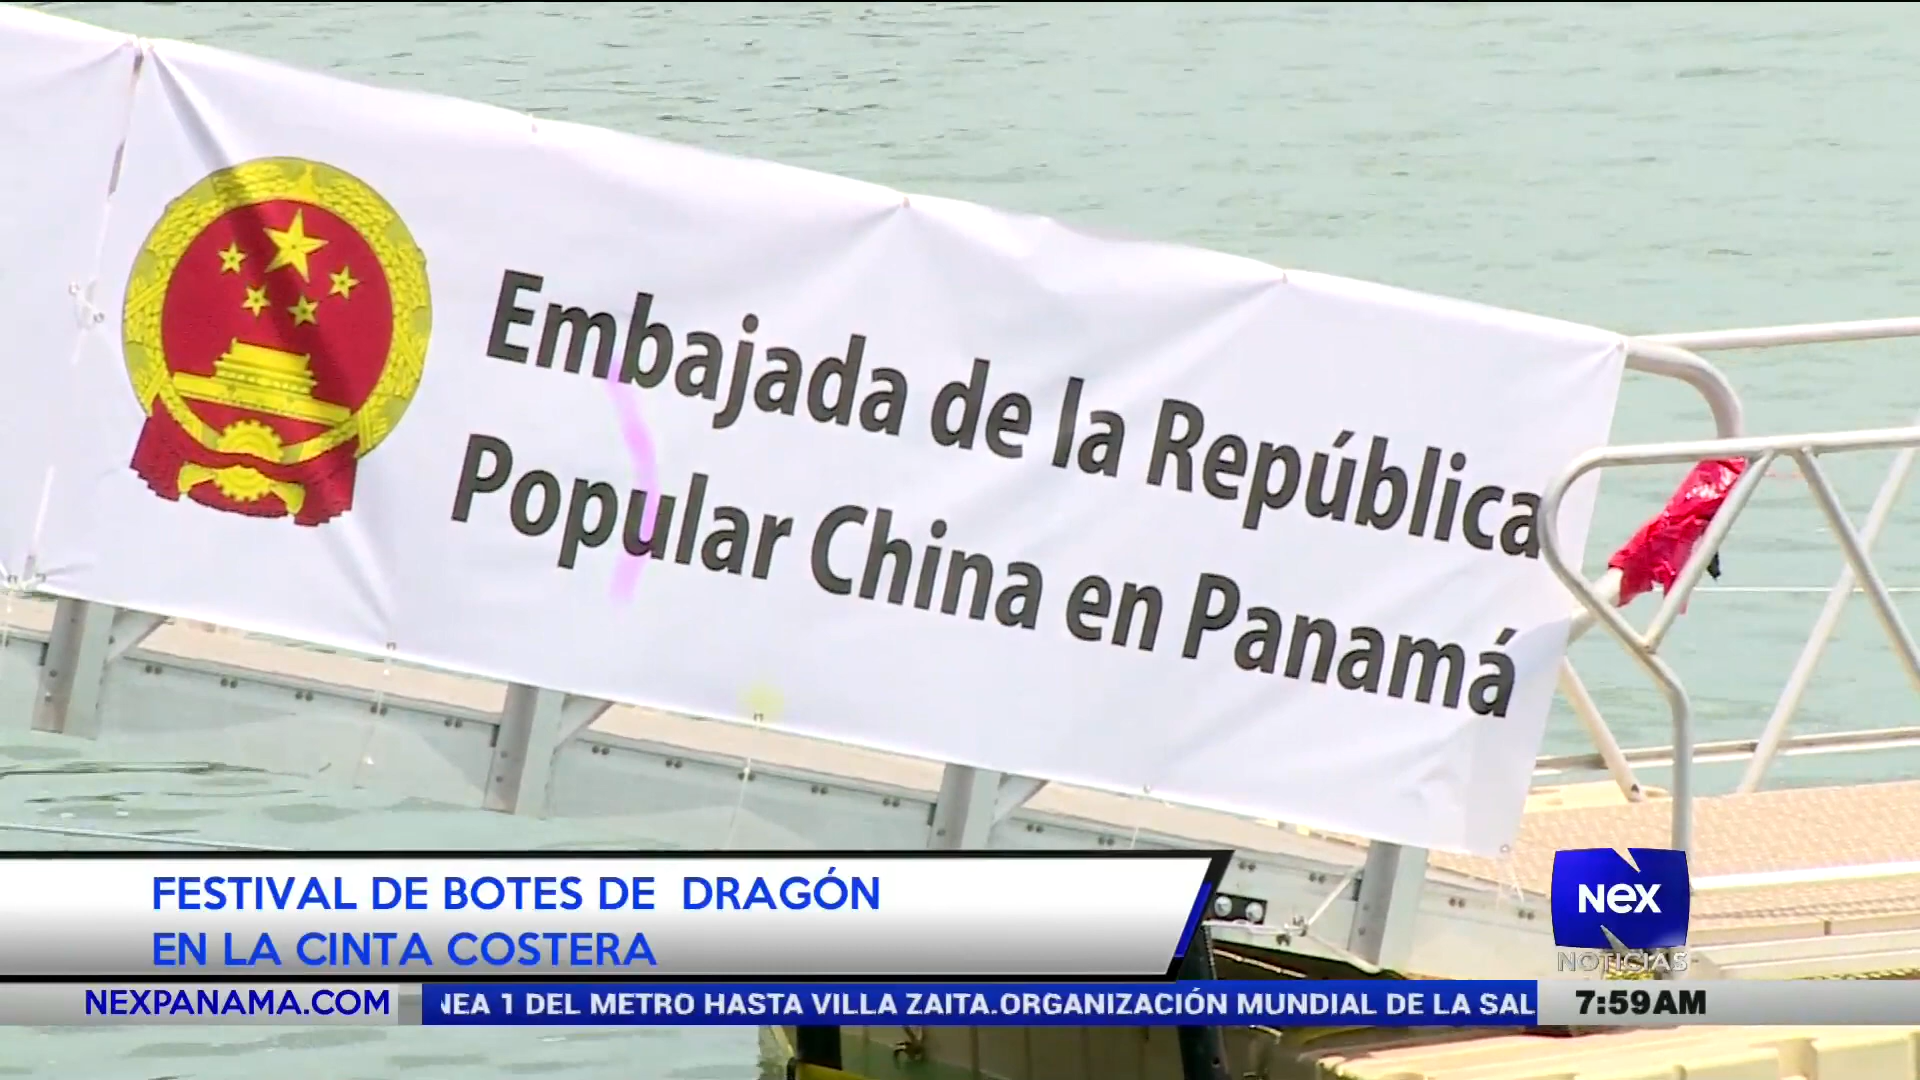 Embajada de la República
Popular China en Panamá
FESTIVAL DE BOTES DE DRAGÓN
EN LA CINTA COSTERA
NEX
NOTICIAS
NEXPANAMA.COM
NEA 1 DEL METRO HASTA VILLA ZAITA.ORGANIZACIÓN MUNDIAL DE LA SAL
7:59AM